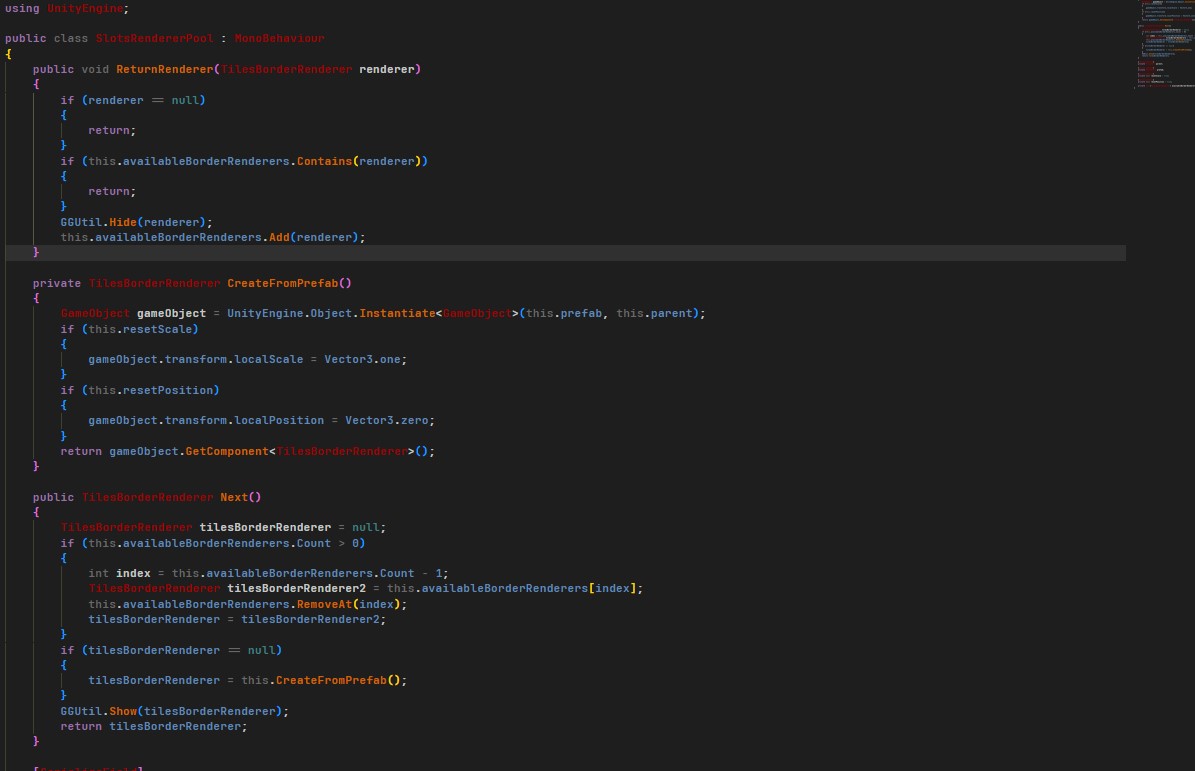 using UnityEngine;
public class SlotsRendererPool : MonoBehaviour
{
public void ReturnRenderer(TilesBorderRenderer renderer)
{
if (renderer == null)
{
return;
}
if (this.availableBorderRenderers.Contains(renderer))
{
return;
}
GGUtil.Hide(renderer);
this.availableBorderRenderers.Add(renderer);
}
private TilesBorderRenderer CreateFromPrefab()
{
GameObject gameObject = UnityEngine.Object.Instantiate<GameObject>(this.prefab, this.parent);
if (this.resetScale)
{
gameObject.transform.localScale = Vector3.one;
}
if (this.resetPosition)
{
gameObject.transform.localPosition = Vector3.zero;
}
return gameObject.GetComponent<TilesBorderRenderer>();
}
public TilesBorderRenderer Next()
{
TilesBorderRenderer tilesBorderRenderer = null;
if (this.availableBorderRenderers.Count > 0)
{
int index = this.availableBorderRenderers.Count - 1;
TilesBorderRenderer tilesBorderRenderer2 = this.availableBorderRenderers[index];
this.availableBorderRenderers.RemoveAt(index);
tilesBorderRenderer = tilesBorderRenderer2;
}
if (tilesBorderRenderer == null)
{
tilesBorderRenderer = this.CreateFromPrefab();
}
GGUtil.Show(tilesBorderRenderer);
return tilesBorderRenderer;
}